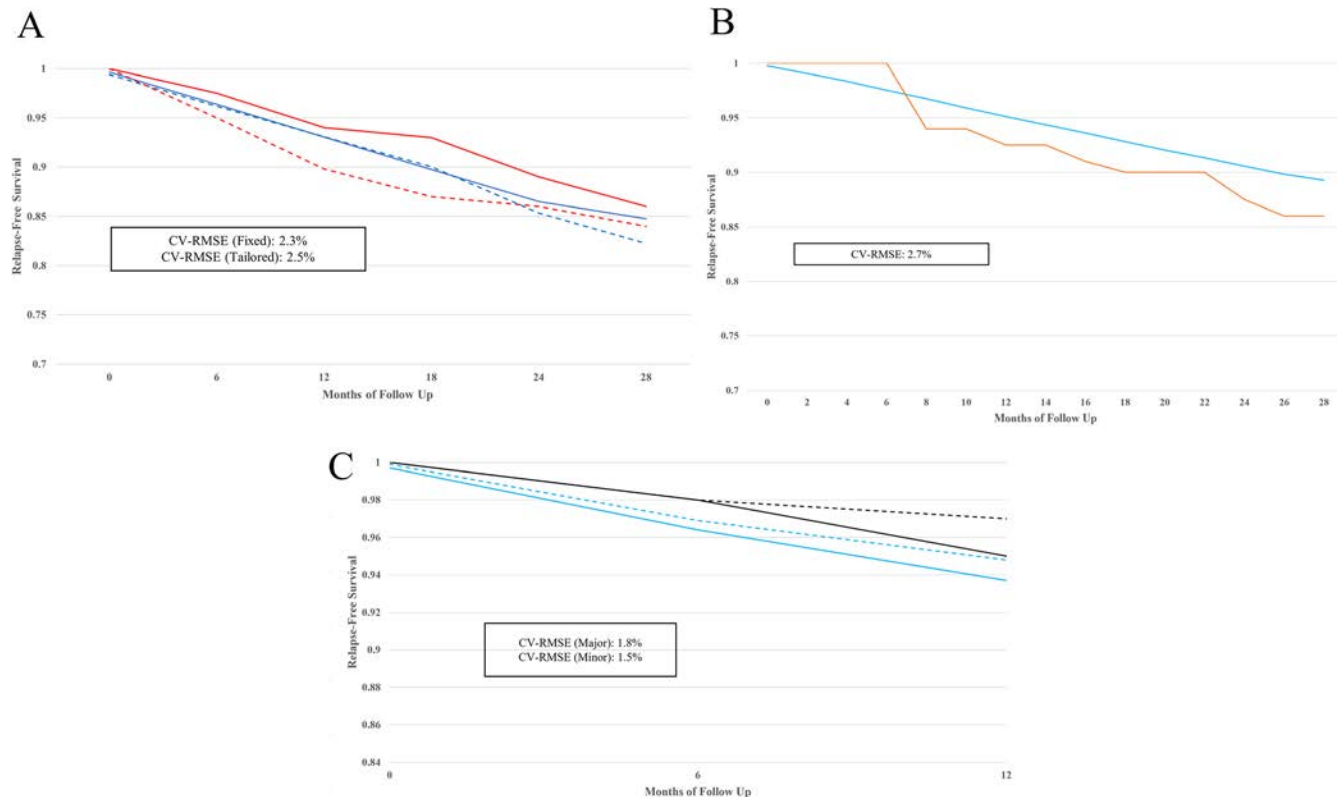 A
1
0.95
0.9
0.85
0.8
0.75
0.7
Relapse-Free Survival
CV-RMSE (Fixed): 2.3%
CV-RMSE (Tailored): 2.5%
0 6 12 18 24 28
Months of Follow Up
B
1
0.95
0.9
0.85
0.8
0.75
0.7
Relapse-Free Survival
CV-RMSE: 2.7%
0 2 4 6 8 10 12 14 16 18 20 22 24 26 28
Months of Follow Up
C
1
0.98
0.96
0.94
0.92
0.9
0.88
0.86
0.84
Relapse-Free Survival
CV-RMSE (Major): 1.8%
CV-RMSE (Minor): 1.5%
0 6 12
Months of Follow Up